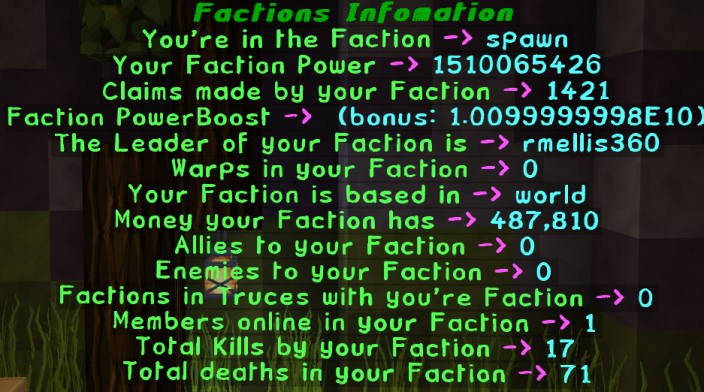 Factions Infomation
You're in the Faction -> spawn
Your Faction Power -> 1510065426
Claims made by your Faction -> 1421
Faction PowerBoost -> (bonus: 1.0099999998E10)
The Leader of your Faction is -> rmellis360
Warps in your Faction -> 0
Your Faction is based in -> world
Money your Faction has -> 487,810
Allies to your Faction -> 0
Enemies to your Faction -> 0
Factions in Truces with you're Faction -> 0
Members online in your Faction -> 1
Total Kills by your Faction -> 17
Total deaths in your Faction -> 71